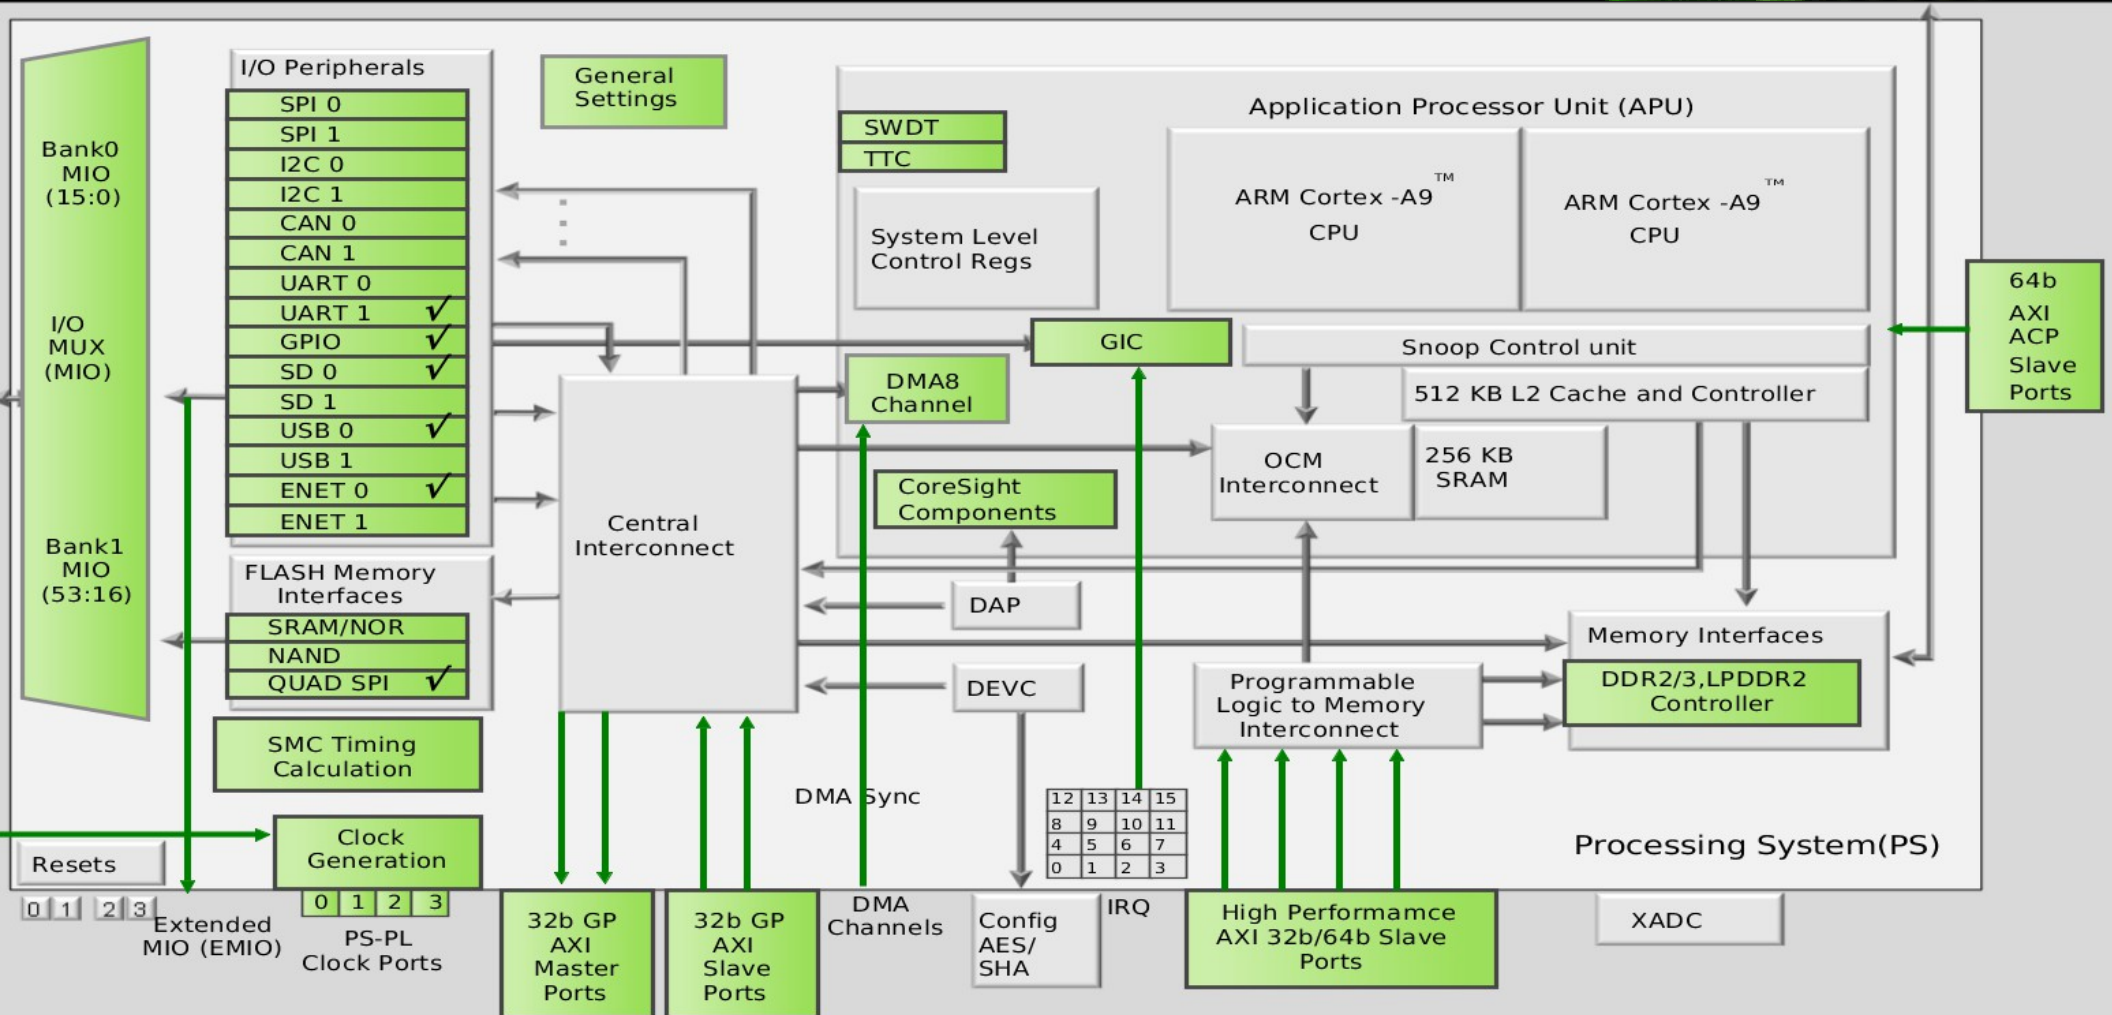 I/O Peripherals
SPI 0
SPI 1
I2C 0
I2C 1
CAN 0
CAN 1
UART 0
UART 1 ✓
GPIO ✓
SD 0 ✓
SD 1
USB 0 ✓
USB 1
ENET 0 ✓
ENET 1
Bank0
MIO
(15:0)
I/O
MUX
(MIO)
Bank1
MIO
(53:16)
FLASH Memory
Interfaces
SRAM/NOR
NAND
QUAD SPI ✓
SMC Timing
Calculation
Clock
Generation
0 1 2 3
PS-PL
Clock Ports
Resets
0 1 2 3
Extended
MIO (EMIO)
General
Settings
Central
Interconnect
32b GP
AXI
Master
Ports
32b GP
AXI
Slave
Ports
Application Processor Unit (APU)
SWDT
TTC
System Level
Control Regs
ARM Cortex -A9™
CPU
ARM Cortex -A9™
CPU
GIC
Snoop Control unit
512 KB L2 Cache and Controller
DMA8
Channel
OCM
Interconnect
256 KB
SRAM
CoreSight
Components
DAP
DEVC
DMA Sync
DMA
Channels
Config
AES/
SHA
12 13 14 15
8 9 10 11
4 5 6 7
0 1 2 3
IRQ
Programmable
Logic to Memory
Interconnect
High Performamce
AXI 32b/64b Slave
Ports
Memory Interfaces
DDR2/3,LPDDR2
Controller
64b
AXI
ACP
Slave
Ports
Processing System(PS)
XADC